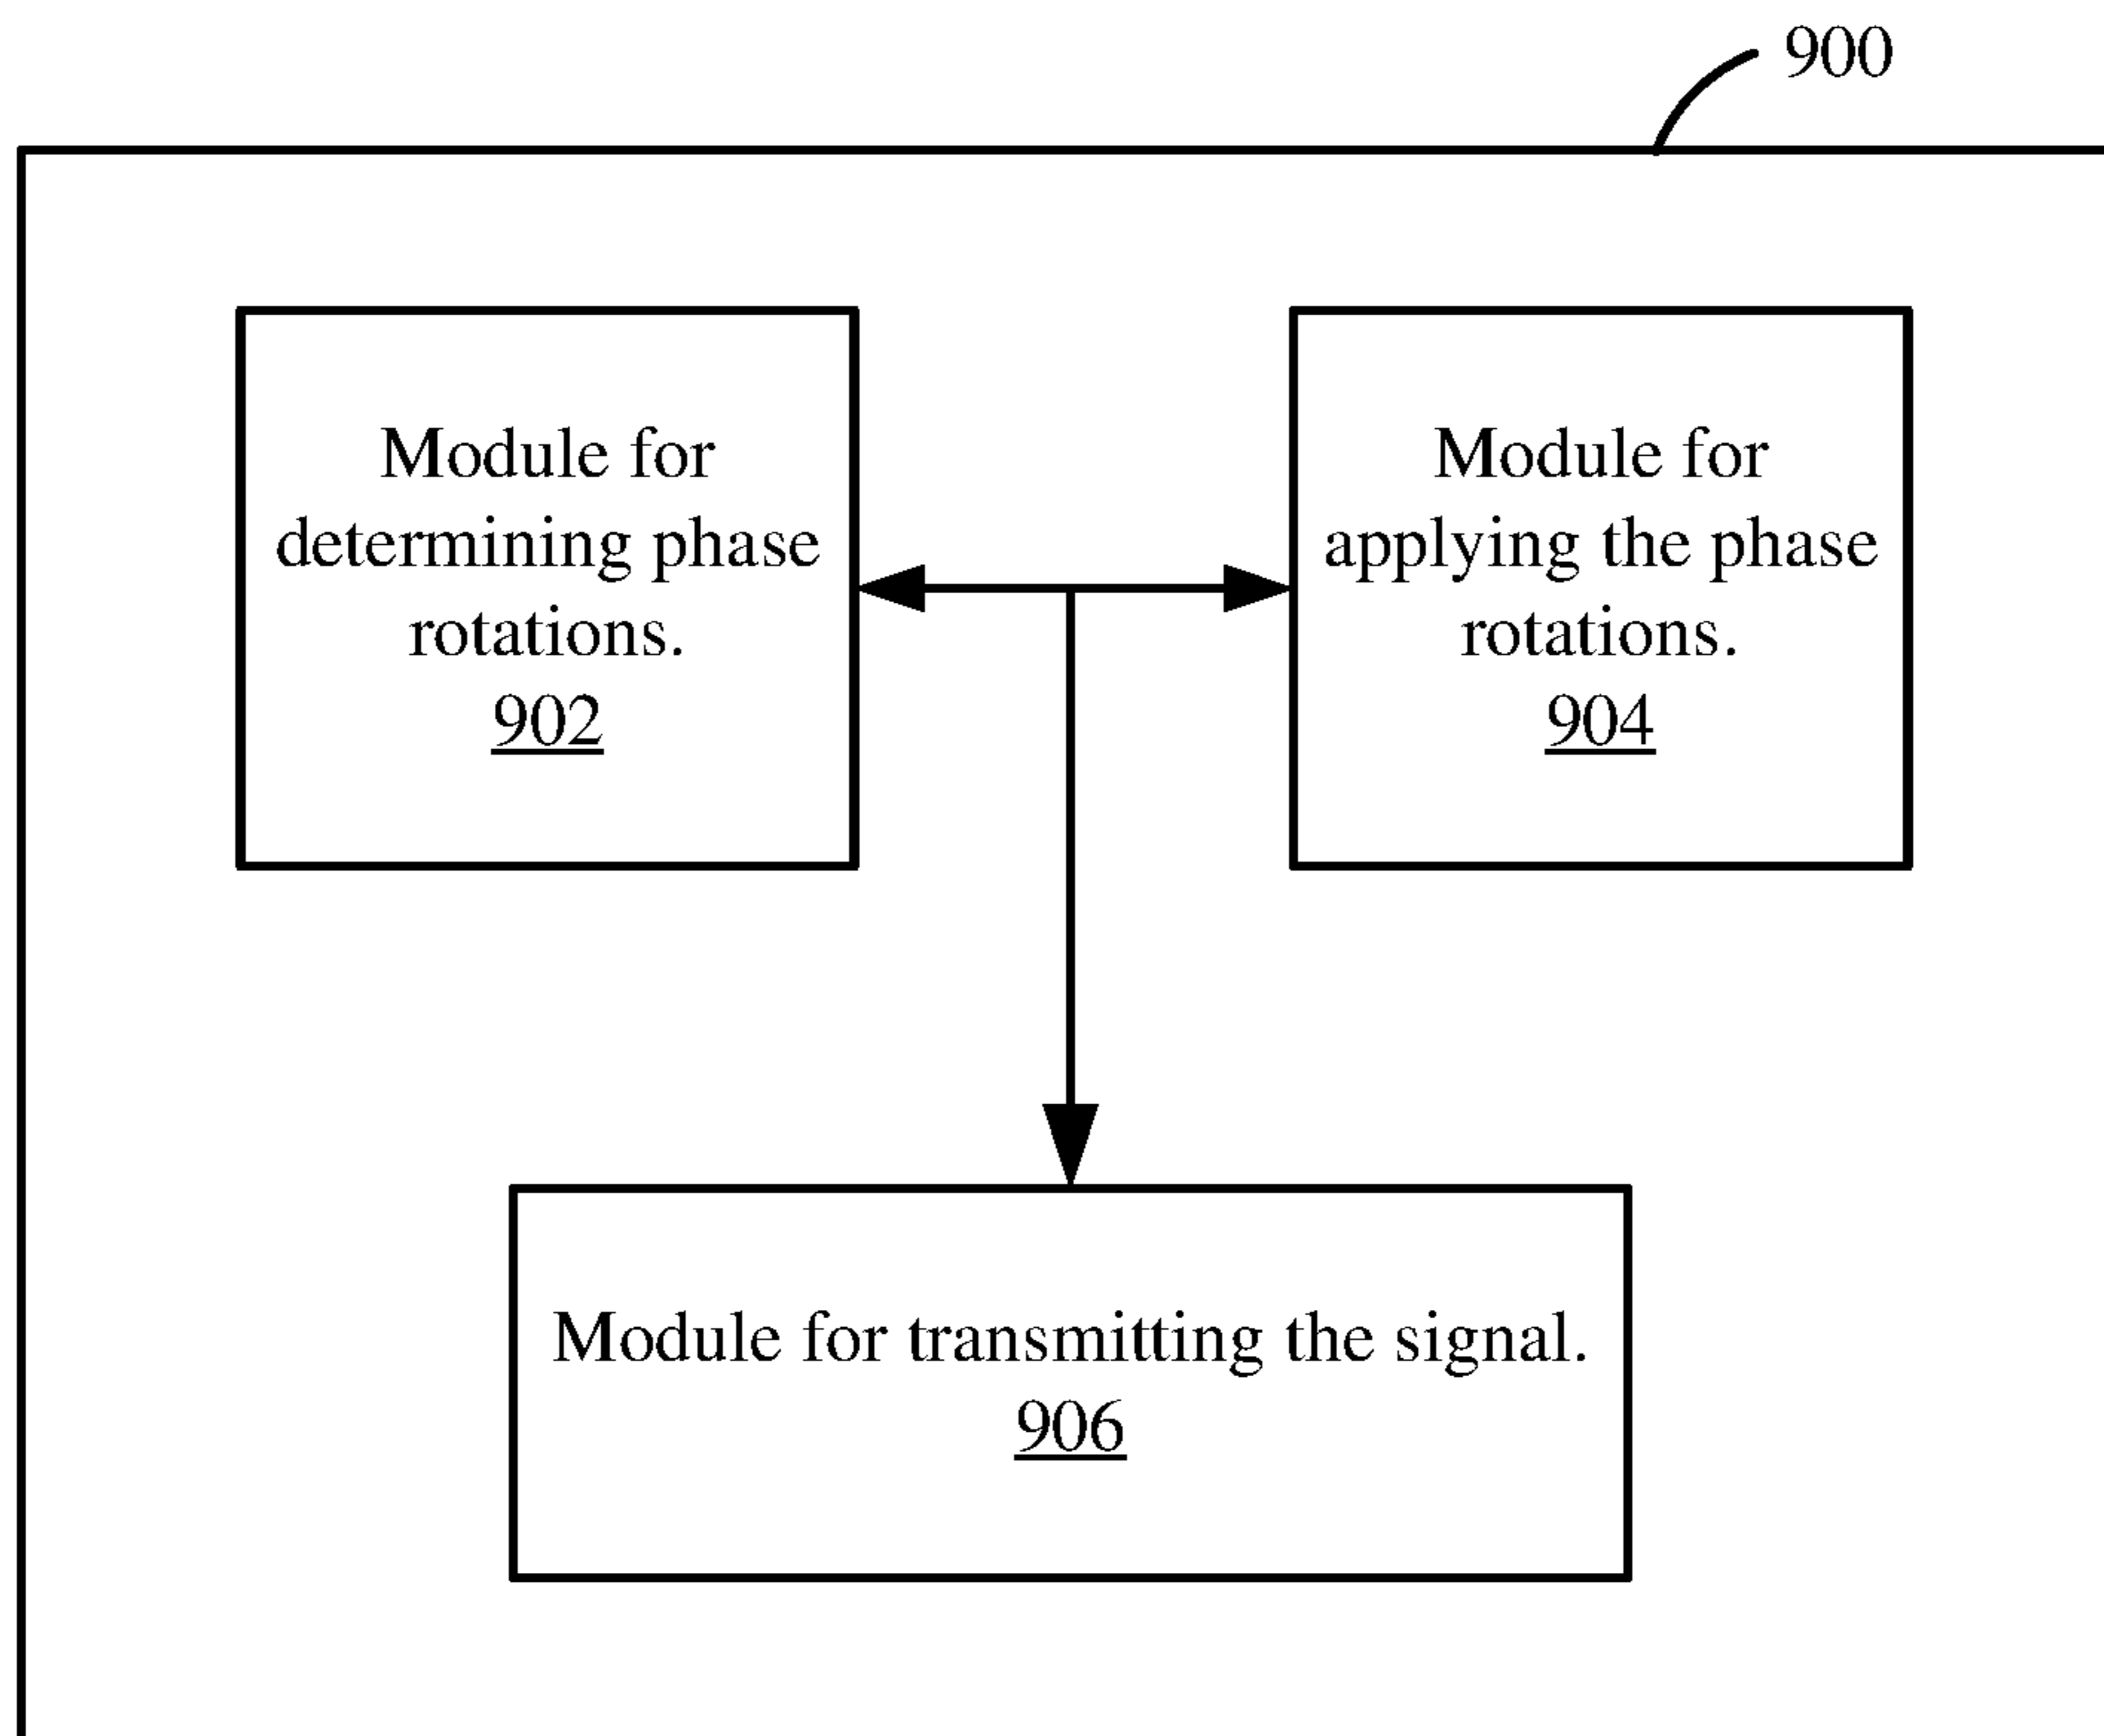 900
Module for
determining phase
rotations.
902
Module for
applying the phase
rotations.
904
Module for transmitting the signal.
906